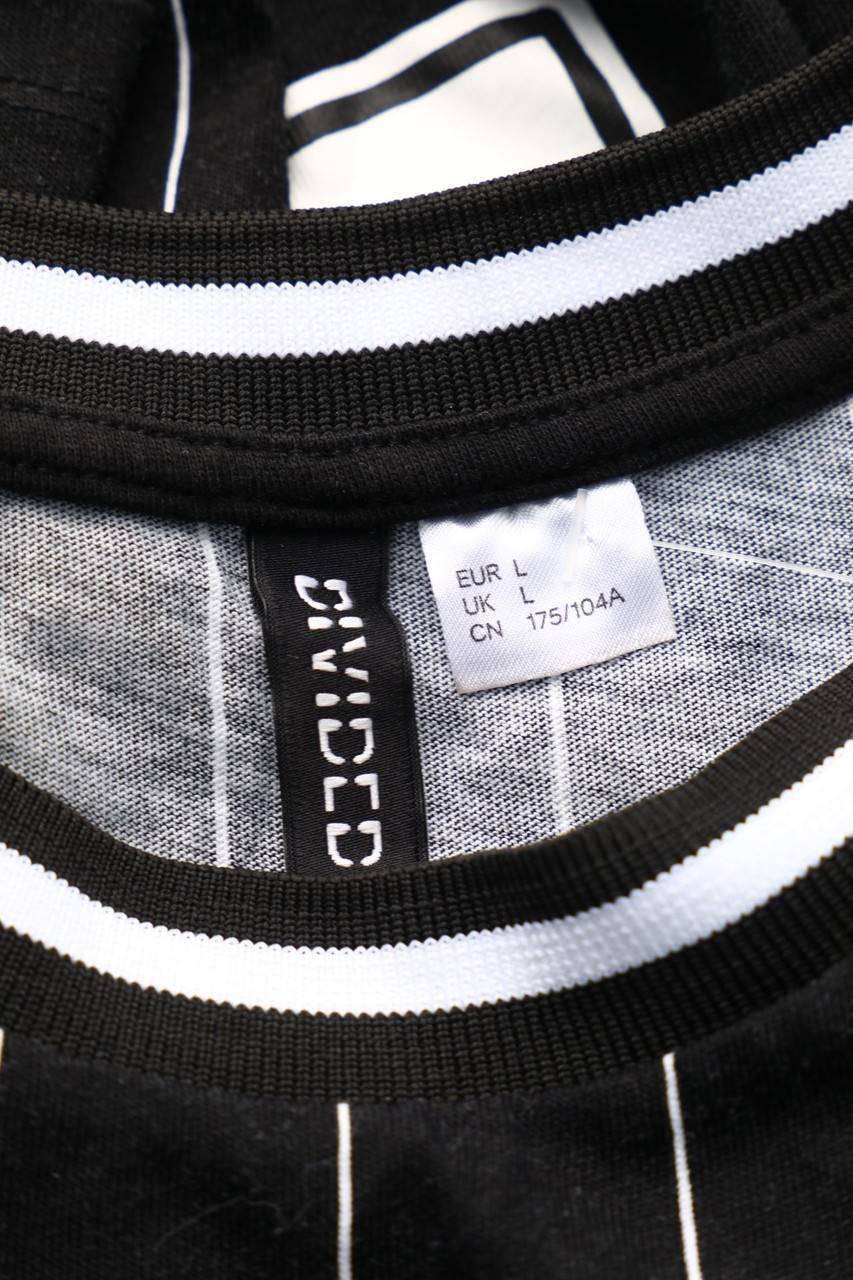 DIVIDED
EUR L
UK L
CN 175/104A